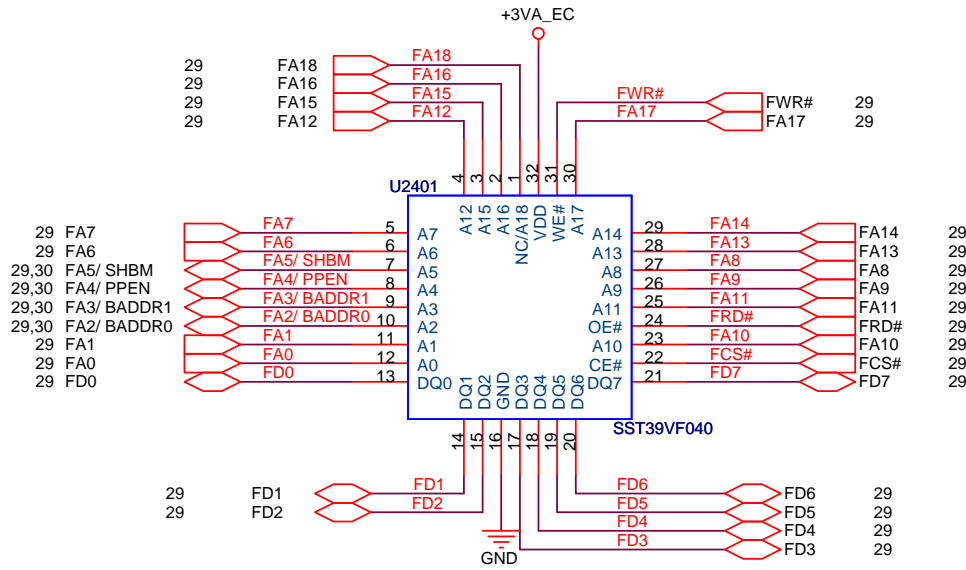 +3VA_EC
29 FA18 FA18
29 FA16 FA16
29 FA15 FA15 FWR# FWR# 29
29 FA12 FA12 FA17 FA17 29
4 3 2 1 32 31 30
U2401
A12 A15 A16 NC/A18 VDD WE# A17
29 FA7 FA7 5 A7 A14 29 FA14 FA14 29
29 FA6 FA6 6 A6 A13 28 FA13 FA13 29
29,30 FA5/ SHBM FA5/ SHBM 7 A5 A8 27 FA8 FA8 29
29,30 FA4/ PPEN FA4/ PPEN 8 A4 A9 26 FA9 FA9 29
29,30 FA3/ BADDR1 FA3/ BADDR1 9 A3 A11 25 FA11 FA11 29
29,30 FA2/ BADDR0 FA2/ BADDR0 10 A2 OE# 24 FRD# FRD# 29
29 FA1 FA1 11 A1 A10 23 FA10 FA10 29
29 FA0 FA0 12 A0 CE# 22 FCS# FCS# 29
29 FD0 FD0 13 DQ0 DQ7 21 FD7 FD7 29
DQ1 DQ2 GND DQ3 DQ4 DQ5 DQ6
SST39VF040
14 15 16 17 18 19 20
29 FD1 FD1 FD6 FD6 29
29 FD2 FD2 FD5 FD5 29
FD4 FD4 29
FD3 FD3 29
GND